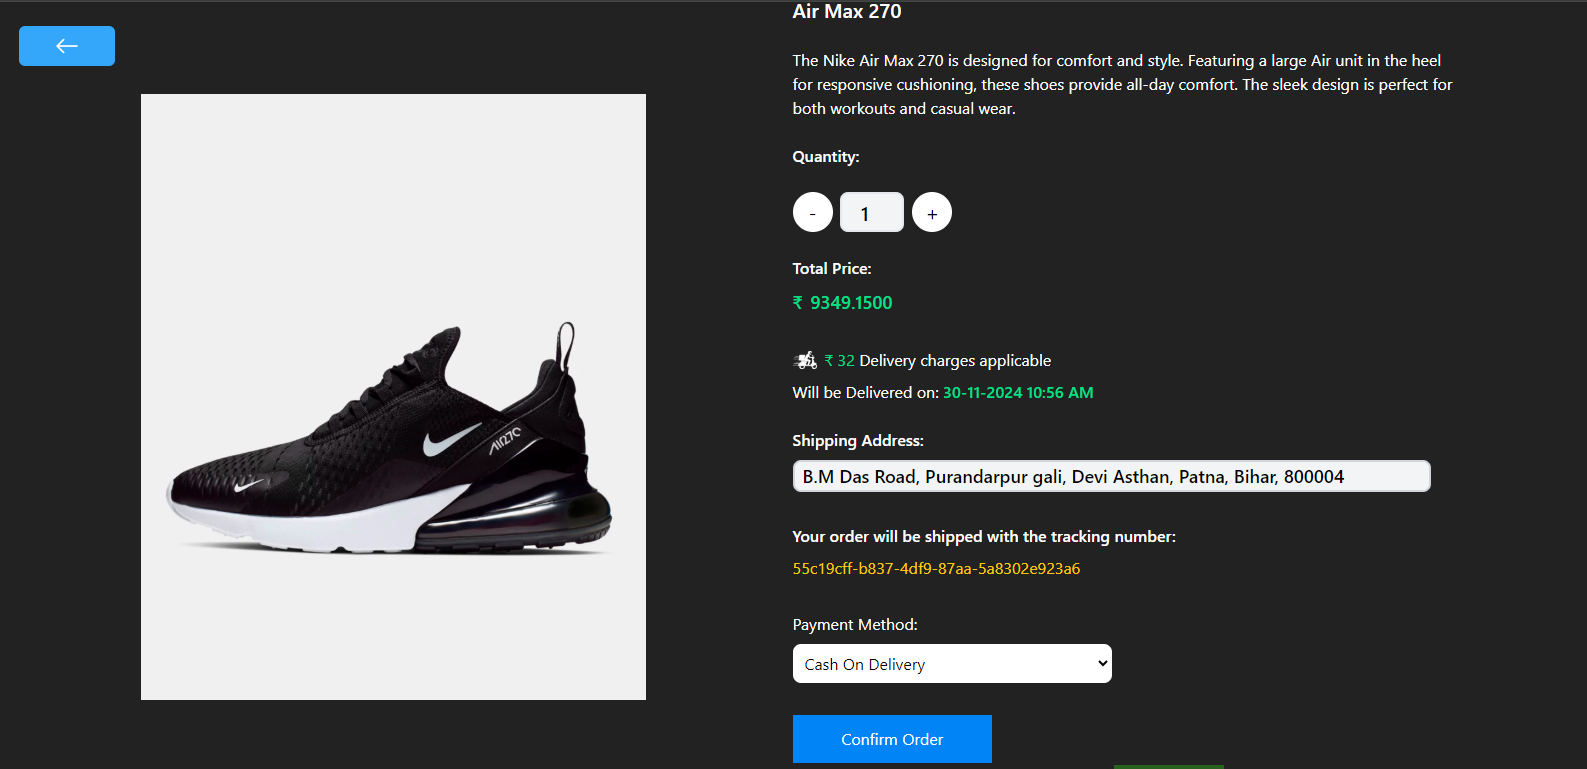 Air Max 270
The Nike Air Max 270 is designed for comfort and style. Featuring a large Air unit in the heel
for responsive cushioning, these shoes provide all-day comfort. The sleek design is perfect for
both workouts and casual wear.
Quantity:
- 1 +
Total Price:
₹ 9349.1500
₹ 32 Delivery charges applicable
Will be Delivered on: 30-11-2024 10:56 AM
Shipping Address:
B.M Das Road, Purandarpur gali, Devi Asthan, Patna, Bihar, 800004
Your order will be shipped with the tracking number:
55c19cff-b837-4df9-87aa-5a8302e923a6
Payment Method:
Cash On Delivery
Confirm Order
AIR27C